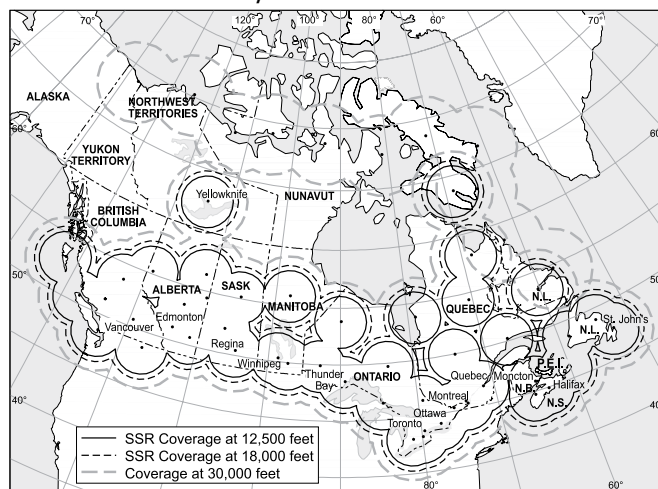 120°
100°
80°
60°
70°
70°
ALASKA
NORTHWEST
TERRITORIES
60°
YUKON
TERRITORY
60°
Yellowknife
NUNAVUT
BRITISH
COLUMBIA
50°
50°
ALBERTA
SASK
MANITOBA
QUEBEC
N.L.
St. John's
N.L.
Edmonton
Vancouver
Regina
Winnipeg
Thunder
Bay
ONTARIO
Quebec
Moncton
P.E.I.
Halifax
N.B.
N.S.
Montreal
Ottawa
Toronto
40°
40°
SSR Coverage at 12,500 feet
SSR Coverage at 18,000 feet
Coverage at 30,000 feet
80°
60°